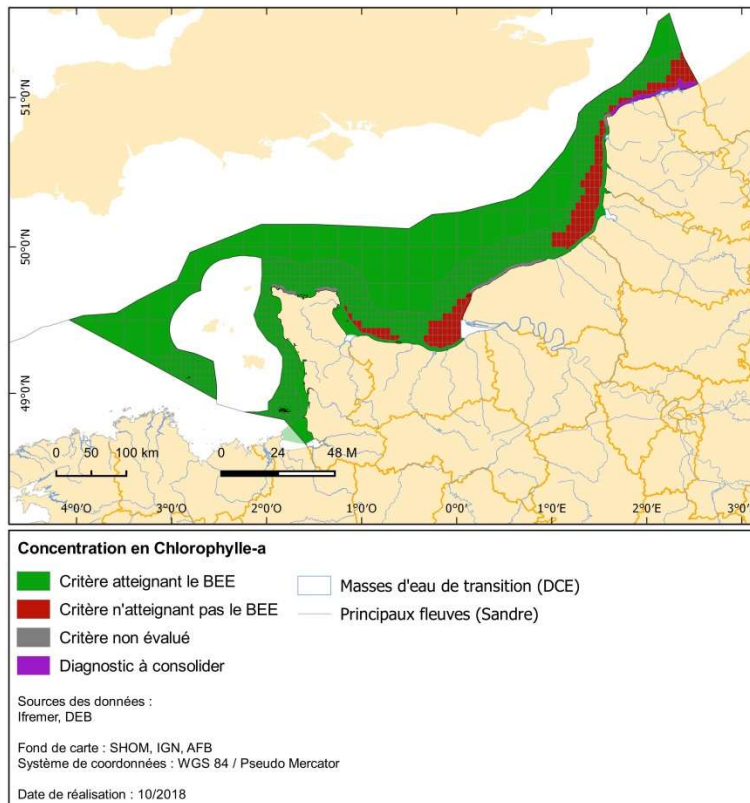 51°0'N
50°0'N
49°0'N
0 50 100 km
0 24 48 M
4°0'O 3°0'O 2°0'O 1°0'O 0°0' 1°0'E 2°0'E 3°0'E
Concentration en Chlorophylle-a
Critère atteignant le BEE
Critère n'atteignant pas le BEE
Critère non évalué
Diagnostic à consolider
Masses d'eau de transition (DCE)
Principaux fleuves (Sandre)
Sources des données :
Ifremer, DEB
Fond de carte : SHOM, IGN, AFB
Système de coordonnées : WGS 84 / Pseudo Mercator
Date de réalisation : 10/2018